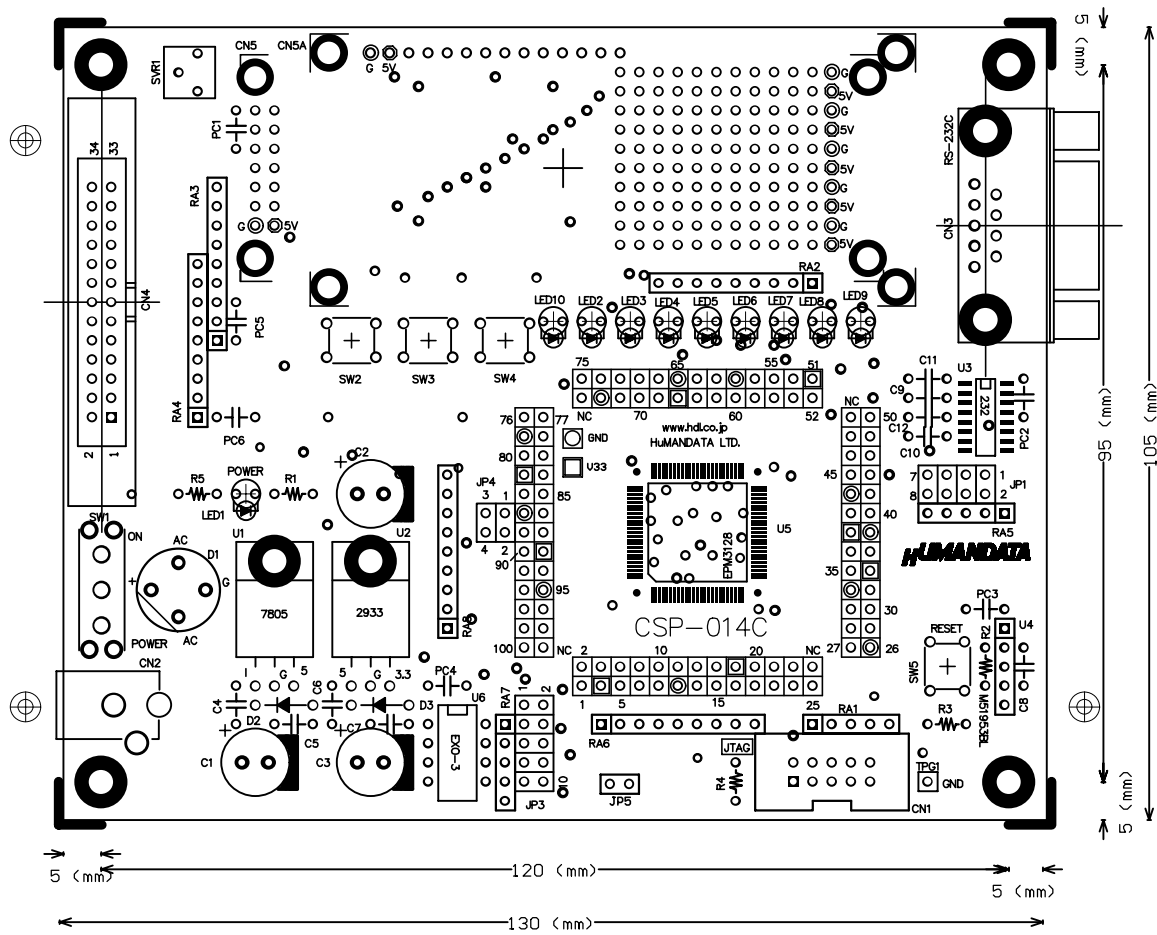 5 (mm)
SVR1
CN5
CN5A
G 5V
G
5V
G
5V
G
5V
G
5V
G
5V
PC1
34 33
RA3
G 5V
RS-232C
CN3
105 (mm)
95 (mm)
CN4
PC5
RA4
PC6
2 1
RA2
LED10 LED2 LED3 LED4 LED5 LED6 LED7 LED8 LED9
SW2 SW3 SW4
75 65 55 51
NC 70 60 52
C11
C9
C12
C10
U3
232
PC2
76 77
80
85
90
95
100 NC
www.hdl.co.jp
HuMANDATA LTD.
GND
V33
NC 50
45
40
35
30
27 26
7 1
8 2
JP1
RA5
HUMANDATA
R5 POWER R1
LED1
C2
U2
U1
JP4
3 1
4 2
SW1
ON
AC D1
G
AC
+
POWER
7805
2933
RA8
U5
EPM3128
CSP-014C
PC3
RESET
R2
U4
SW5
R3
M51953BL
C8
CN2
I G 5
5 G 3.3
C4 C6
D2 D3
C5 C7
C1 C3
PC4
U6
EXO-3
RA7
1 2
10
JP3
2 10 20 NC
1 5 15 25
RA6
RA1
JTAG
R4
JP5
TPG1
GND
CN1
5 (mm)
5 (mm)
120 (mm)
5 (mm)
130 (mm)